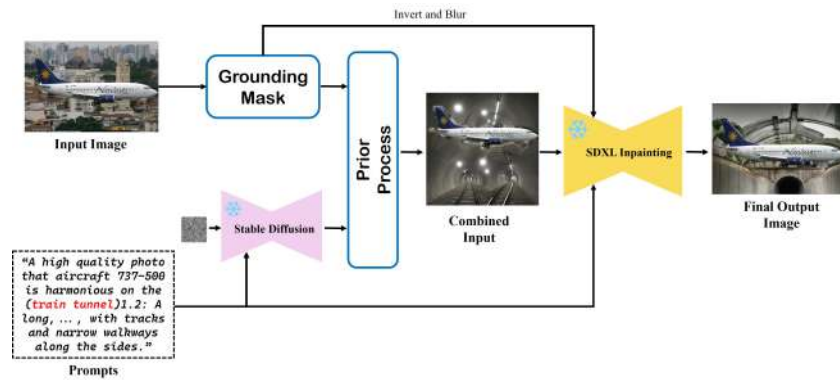 Invert and Blur
Grounding
Mask
Input Image
Prior
Process
SDXL Inpainting
Stable Diffusion
Combined
Input
Final Output
Image
“A high quality photo
that aircraft 737-500
is harmonious on the
(train tunnel)1.2: A
long,..., with tracks
and narrow walkways
along the sides.”
Prompts